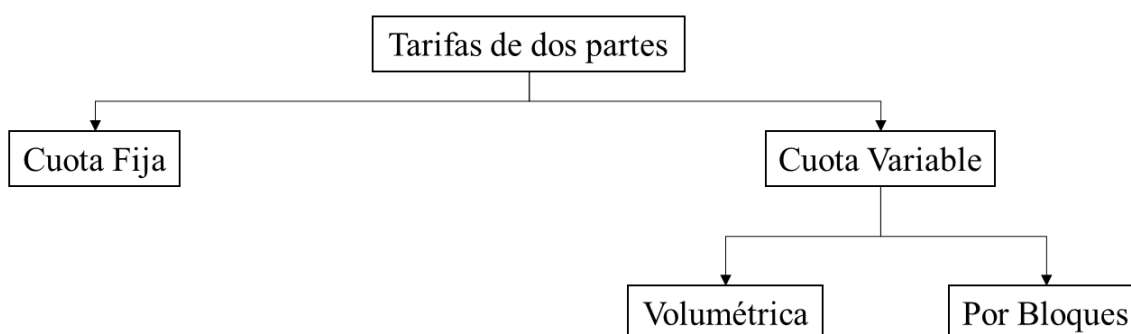 Tarifas de dos partes
Cuota Fija
Cuota Variable
Volumétrica
Por Bloques